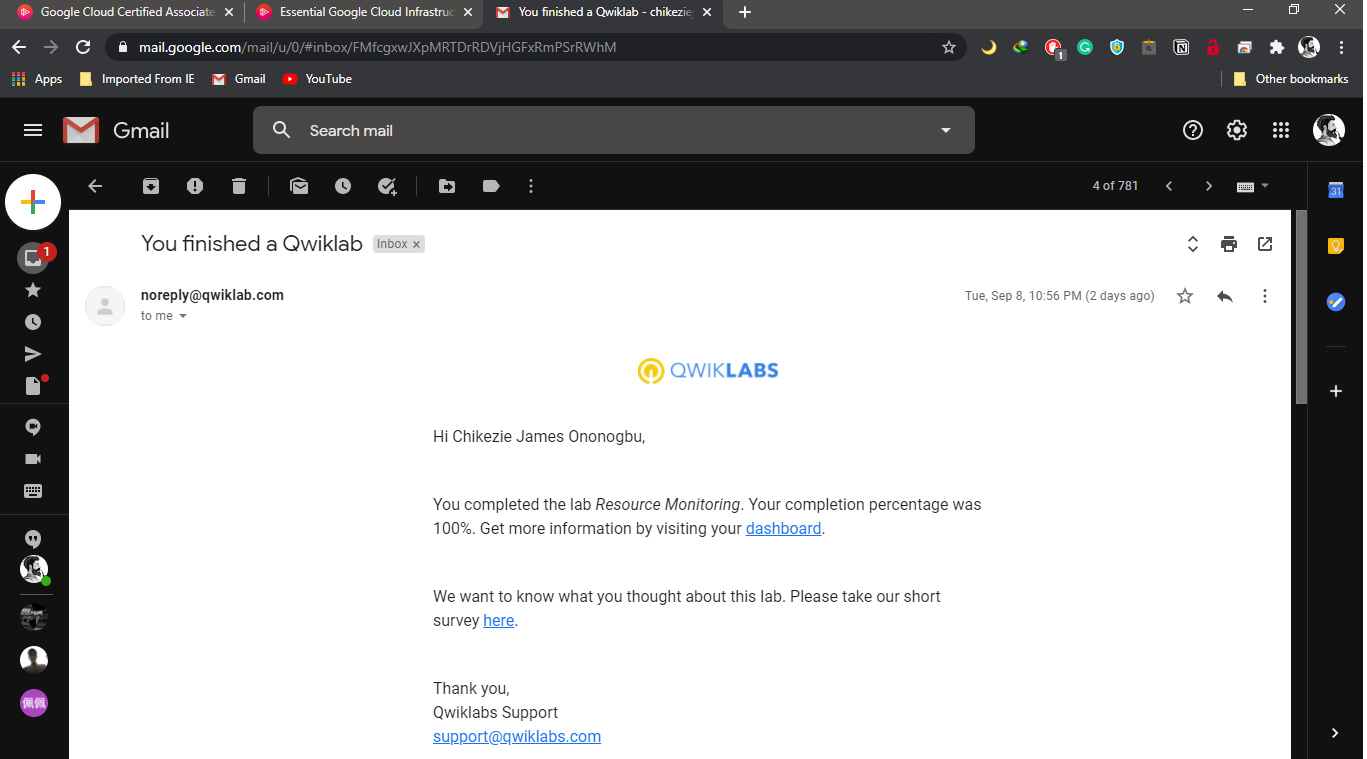 Google Cloud Certified Associate
Essential Google Cloud Infrastruc
You finished a Qwiklab - chikezie
mail.google.com/mail/u/0/#inbox/FMfcgxwJXpMRTDrRDVjHGFxRmPSrRWhM
1
Apps
Imported From IE
Gmail
YouTube
Other bookmarks
Gmail
Search mail
4 of 781
31
You finished a Qwiklab
Inbox ×
1
noreply@qwiklab.com
Tue, Sep 8, 10:56 PM (2 days ago)
to me
QWIKLABS
Hi Chikezie James Ononogbu,
You completed the lab Resource Monitoring. Your completion percentage was
100%. Get more information by visiting your dashboard.
We want to know what you thought about this lab. Please take our short
survey here.
Thank you,
佩佩
Qwiklabs Support
support@qwiklabs.com